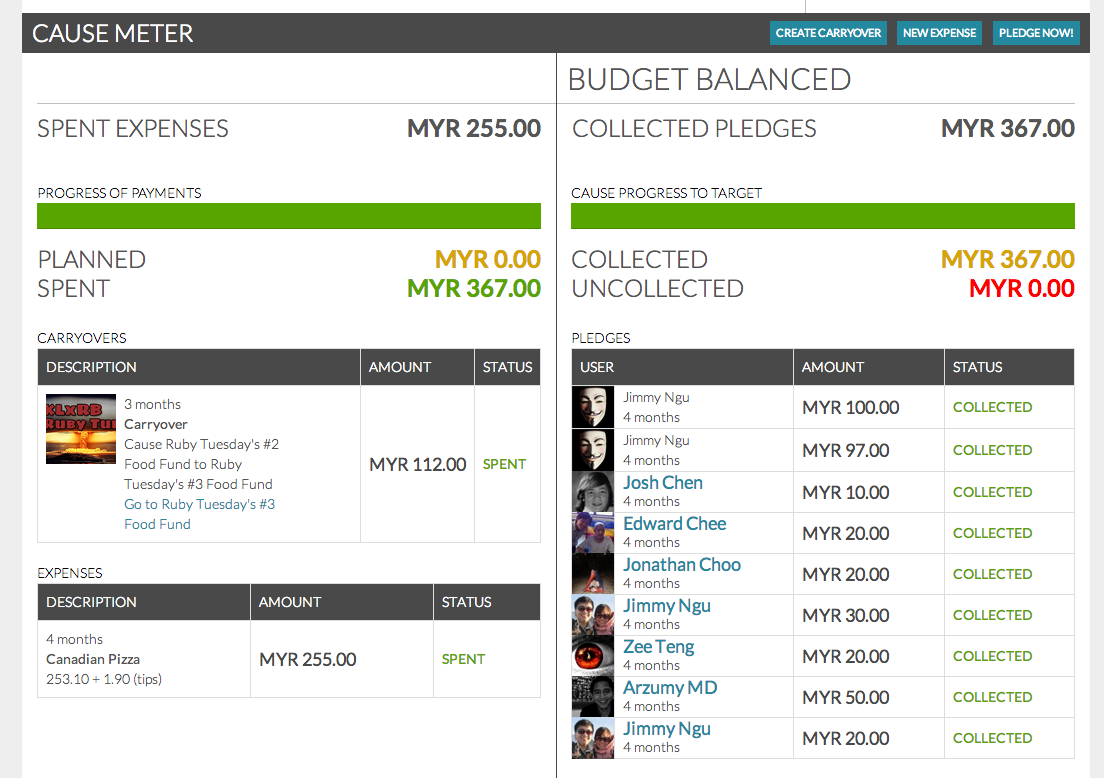 CAUSE METER
CREATE CARRYOVER NEW EXPENSE PLEDGE NOW!
BUDGET BALANCED
SPENT EXPENSES MYR 255.00
COLLECTED PLEDGES MYR 367.00
PROGRESS OF PAYMENTS
CAUSE PROGRESS TO TARGET
PLANNED MYR 0.00
SPENT MYR 367.00
COLLECTED MYR 367.00
UNCOLLECTED MYR 0.00
CARRYOVERS
DESCRIPTION AMOUNT STATUS
KLXRB
RUBY TU
3 months
Carryover
Cause Ruby Tuesday's #2
Food Fund to Ruby
Tuesday's #3 Food Fund
Go to Ruby Tuesday's #3
Food Fund
MYR 112.00 SPENT
EXPENSES
DESCRIPTION AMOUNT STATUS
4 months
Canadian Pizza
253.10 + 1.90 (tips)
MYR 255.00 SPENT
PLEDGES
USER AMOUNT STATUS
Jimmy Ngu
4 months
MYR 100.00 COLLECTED
Jimmy Ngu
4 months
MYR 97.00 COLLECTED
Josh Chen
4 months
MYR 10.00 COLLECTED
Edward Chee
4 months
MYR 20.00 COLLECTED
Jonathan Choo
4 months
MYR 20.00 COLLECTED
Jimmy Ngu
4 months
MYR 30.00 COLLECTED
Zee Teng
4 months
MYR 20.00 COLLECTED
Arzumy MD
4 months
MYR 50.00 COLLECTED
Jimmy Ngu
4 months
MYR 20.00 COLLECTED